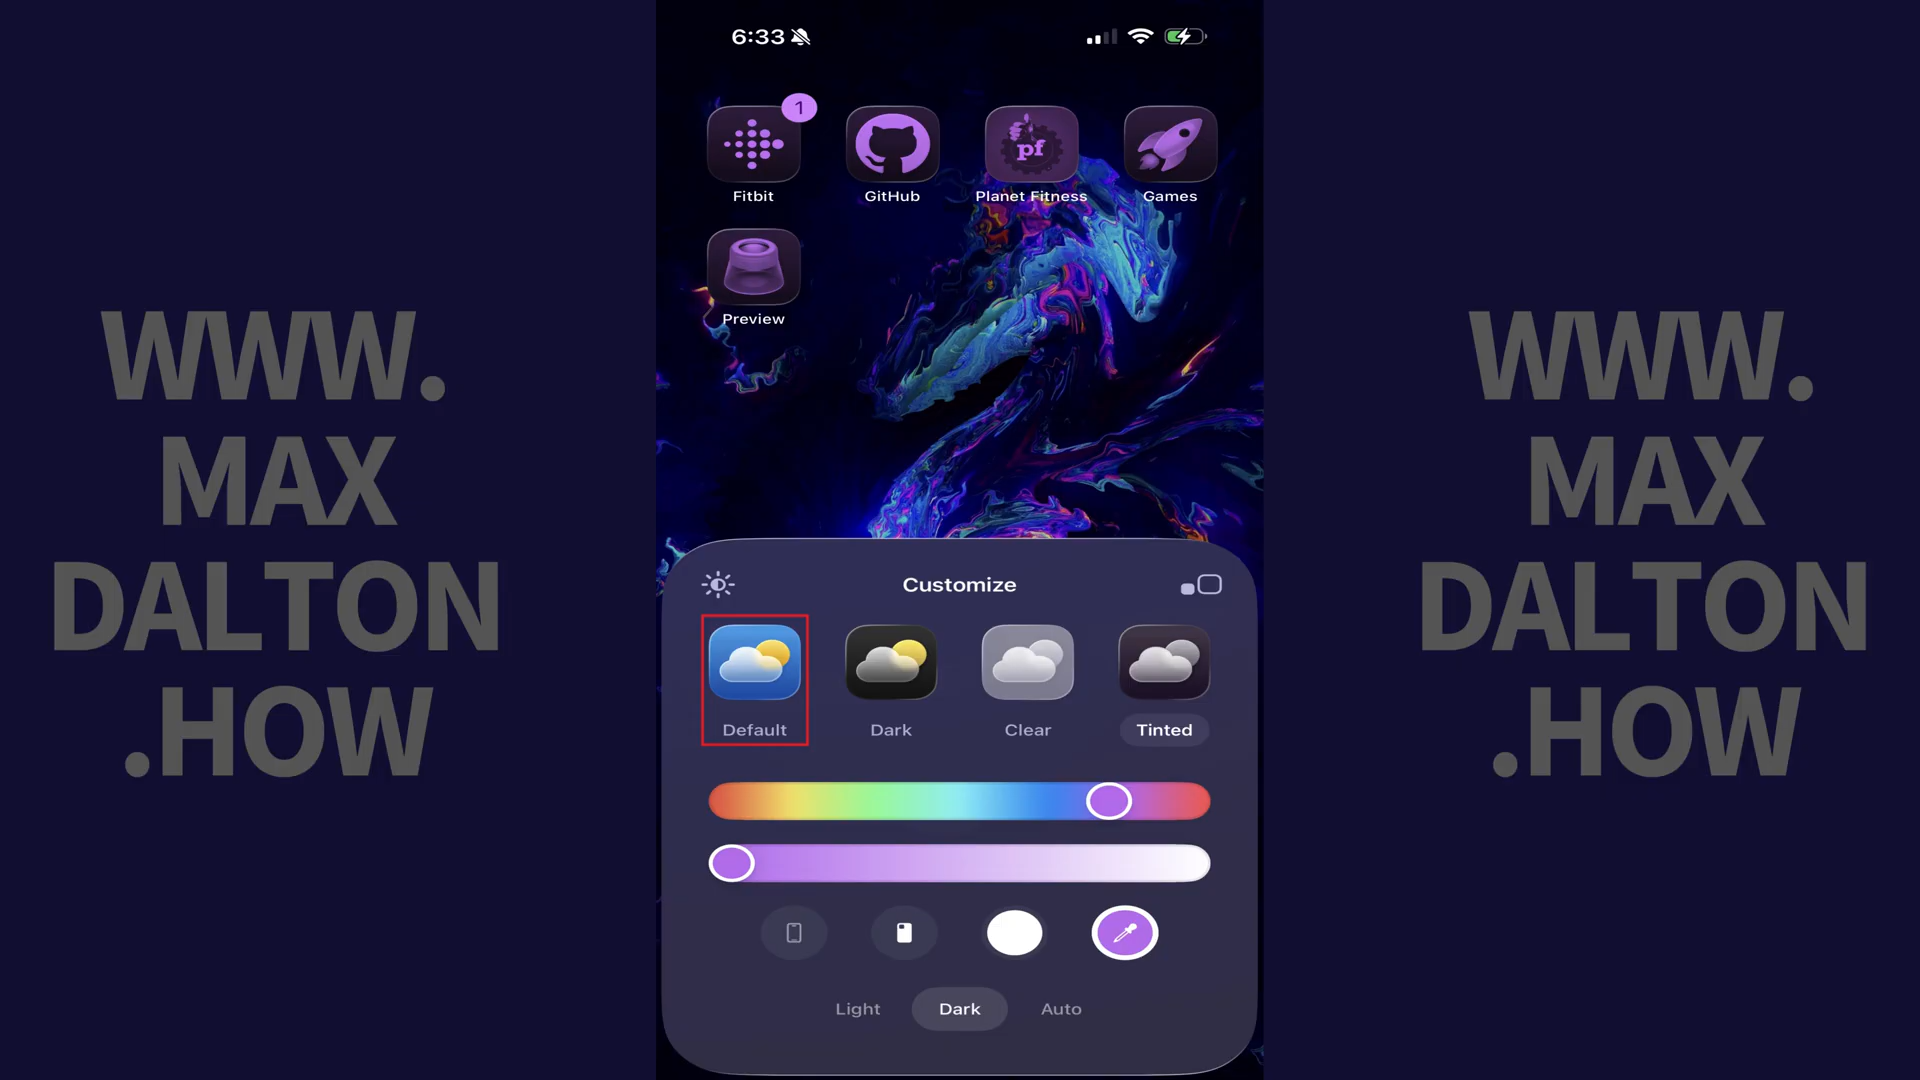 6:33
1
Fitbit
GitHub
pf
Planet Fitness
Games
Preview
WWW.
MAX
DALTON
.HOW
WWW.
MAX
DALTON
.HOW
Customize
Default
Dark
Clear
Tinted
Light
Dark
Auto